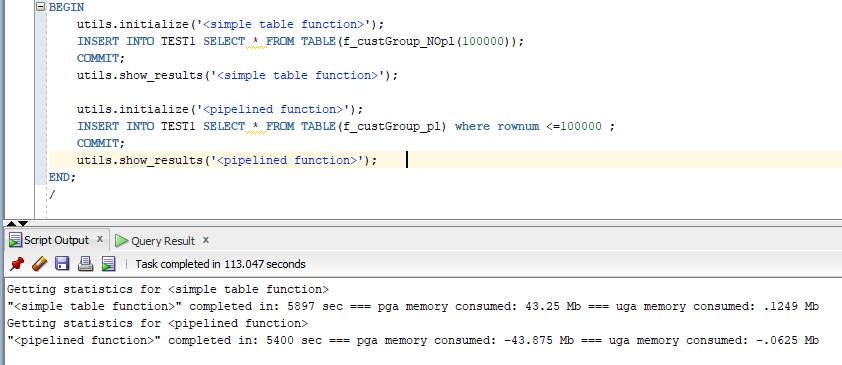 BEGIN
utils.initialize('<simple table function>');
INSERT INTO TEST1 SELECT * FROM TABLE(f_custGroup_NOpl(100000));
COMMIT;
utils.show_results('<simple table function>');
utils.initialize('<pipelined function>');
INSERT INTO TEST1 SELECT * FROM TABLE(f_custGroup_pl) where rownum <=100000 ;
COMMIT;
utils.show_results('<pipelined function>');
END;
/
Script Output x Query Result x
Task completed in 113.047 seconds
Getting statistics for <simple table function>
"<simple table function>" completed in: 5897 sec === pga memory consumed: 43.25 Mb === uga memory consumed: .1249 Mb
Getting statistics for <pipelined function>
"<pipelined function>" completed in: 5400 sec === pga memory consumed: -43.875 Mb === uga memory consumed: -.0625 Mb